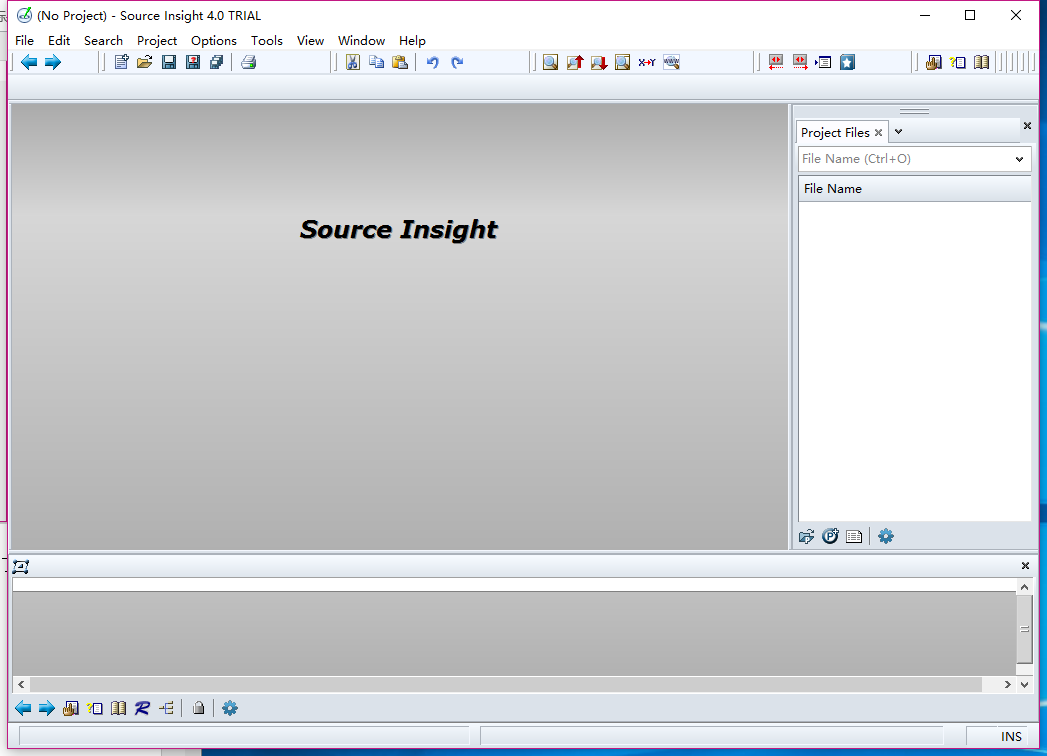 (No Project) - Source Insight 4.0 TRIAL
File Edit Search Project Options Tools View Window Help
Project Files
File Name (Ctrl+O)
File Name
Source Insight
INS